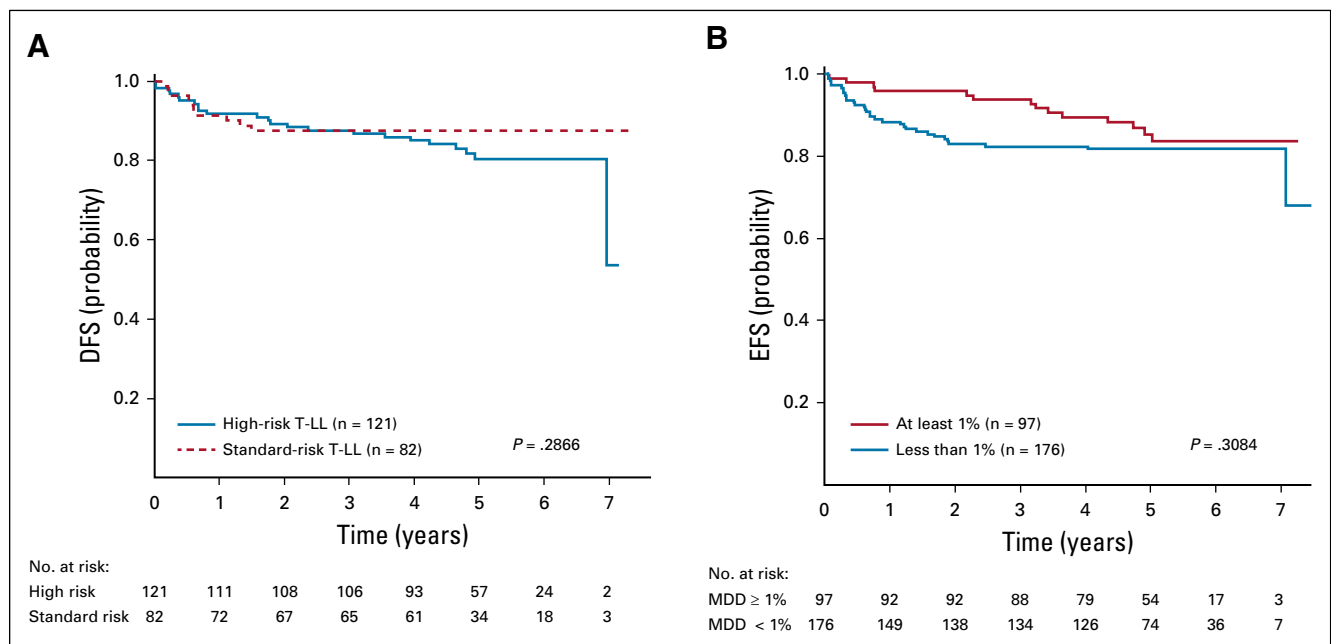 A
DFS (probability)
1.0
0.8
0.6
0.4
0.2
High-risk T-LL (n = 121)
Standard-risk T-LL (n = 82)
P = .2866
0 1 2 3 4 5 6 7
Time (years)
No. at risk:
High risk 121 111 108 106 93 57 24 2
Standard risk 82 72 67 65 61 34 18 3
B
EFS (probability)
1.0
0.8
0.6
0.4
0.2
At least 1% (n = 97)
Less than 1% (n = 176)
P = .3084
0 1 2 3 4 5 6 7
Time (years)
No. at risk:
MDD ≥ 1% 97 92 92 88 79 54 17 3
MDD < 1% 176 149 138 134 126 74 36 7